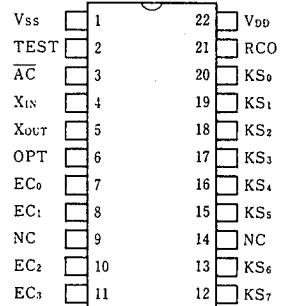 Vss 1 22 VDD
TEST 2 21 RCO
A̅C̅ 3 20 KS₀
XIN 4 19 KS₁
XOUT 5 18 KS₂
OPT 6 17 KS₃
EC₀ 7 16 KS₄
EC₁ 8 15 KS₅
NC 9 14 NC
EC₂ 10 13 KS₆
EC₃ 11 12 KS₇